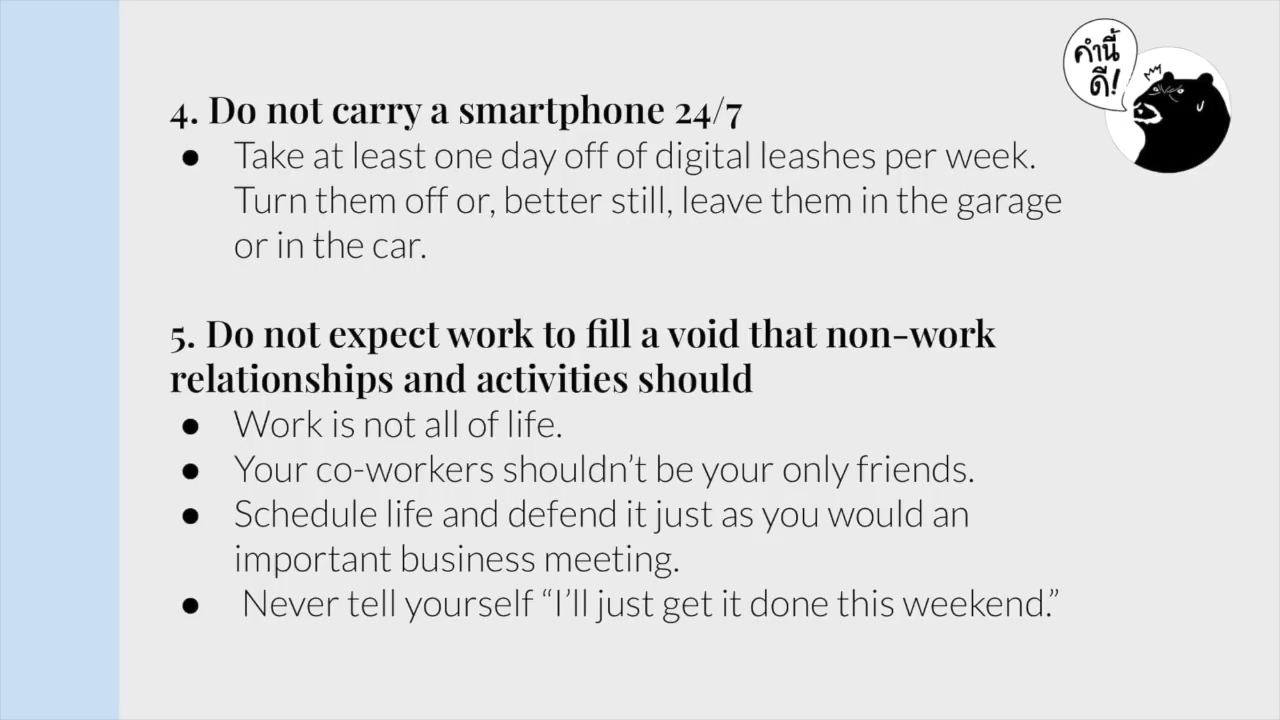 คำนี้
ดี!
4. Do not carry a smartphone 24/7
● Take at least one day off of digital leashes per week.
Turn them off or, better still, leave them in the garage
or in the car.
5. Do not expect work to fill a void that non-work
relationships and activities should
● Work is not all of life.
● Your co-workers shouldn’t be your only friends.
● Schedule life and defend it just as you would an
important business meeting.
● Never tell yourself “I’ll just get it done this weekend.”